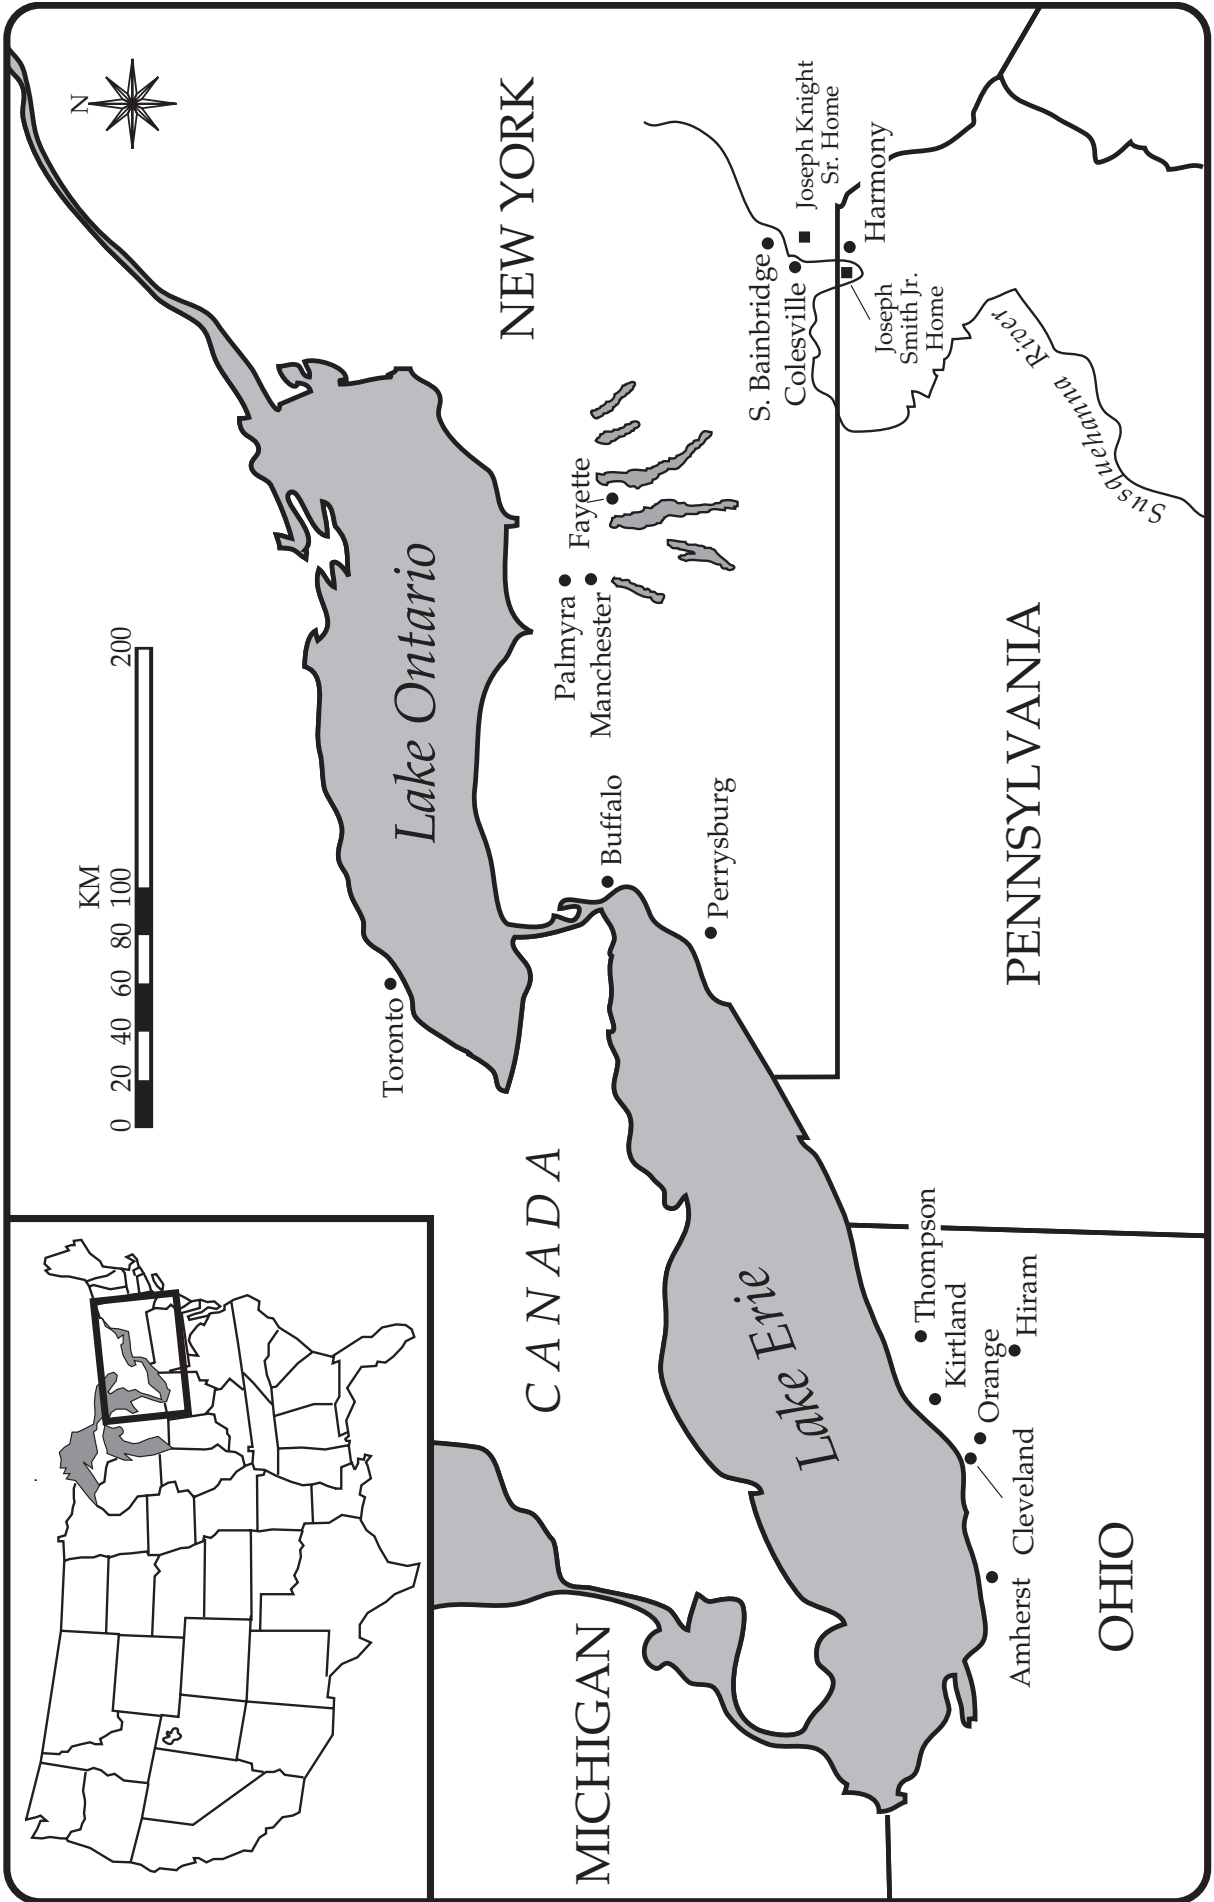 N
KM
0 20 40 60 80 100 200
CANADA
Toronto
Lake Ontario
NEW YORK
Palmyra
Manchester
Fayette
Buffalo
Perrysburg
S. Bainbridge
Colesville
Joseph Knight
Sr. Home
Harmony
Joseph
Smith Jr.
Home
Susquehanna River
PENNSYLVANIA
MICHIGAN
Lake Erie
Thompson
Kirtland
Orange
Hiram
Cleveland
Amherst
OHIO